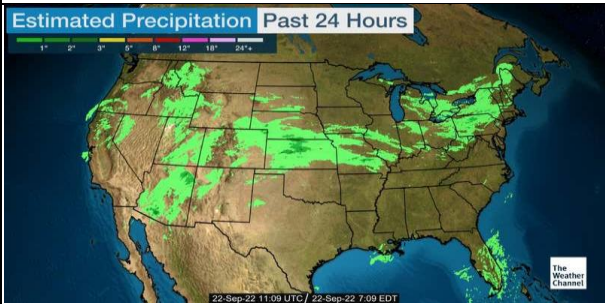 Estimated Precipitation Past 24 Hours
1" 2" 3" 5" 8" 12" 18" 24"+
The
Weather
Channel
22-Sep-22 11:09 UTC / 22-Sep-22 7:09 EDT